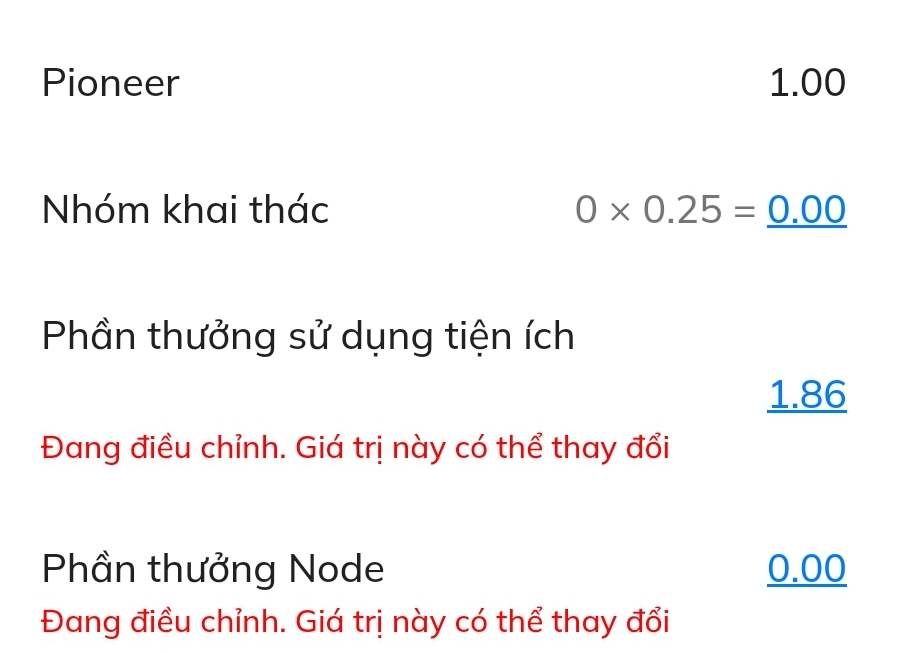 Pioneer 1.00
Nhóm khai thác 0 × 0.25 = 0.00
Phần thưởng sử dụng tiện ích
1.86
Đang điều chỉnh. Giá trị này có thể thay đổi
Phần thưởng Node 0.00
Đang điều chỉnh. Giá trị này có thể thay đổi